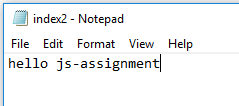 index2 - Notepad
File Edit Format View Help
hello js-assignment